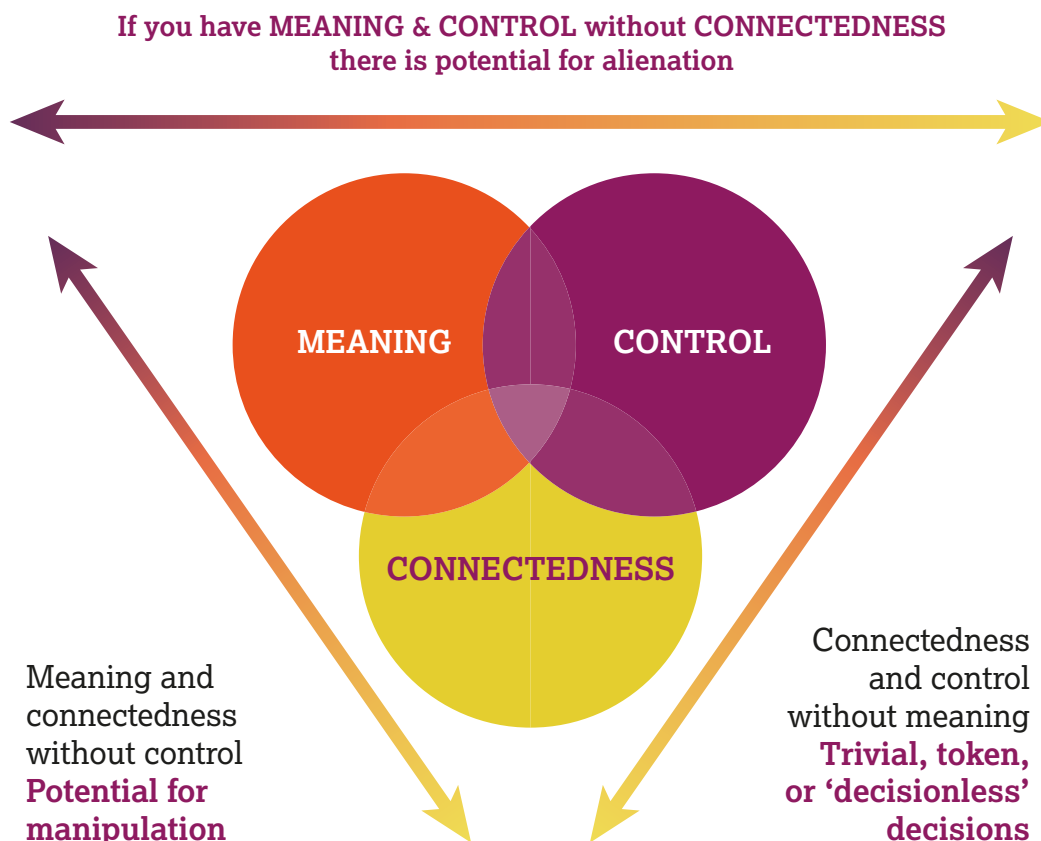 If you have MEANING & CONTROL without CONNECTEDNESS
there is potential for alienation
MEANING
CONTROL
CONNECTEDNESS
Meaning and
connectedness
without control
Potential for
manipulation
Connectedness
and control
without meaning
Trivial, token,
or ‘decisionless’
decisions